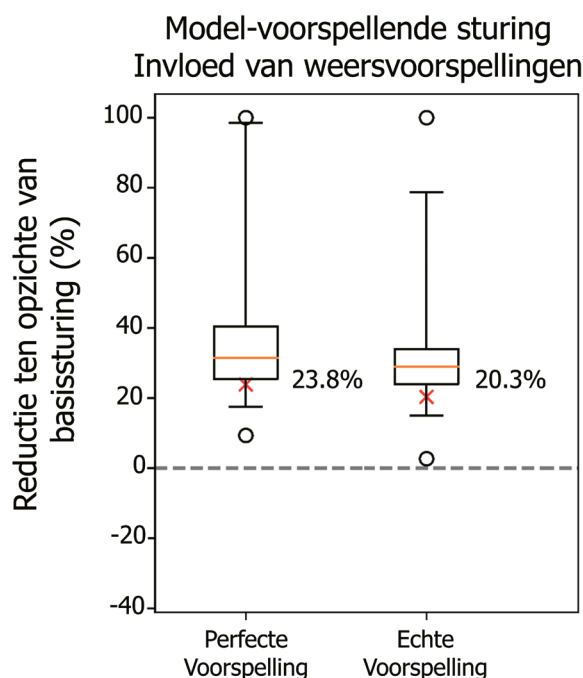 Model-voorspellende sturing
Invloed van weersvoorspellingen
Reductie ten opzichte van
basissturing (%)
100
80
60
40
20
0
-20
-40
23.8%
20.3%
Perfecte
Voorspelling
Echte
Voorspelling